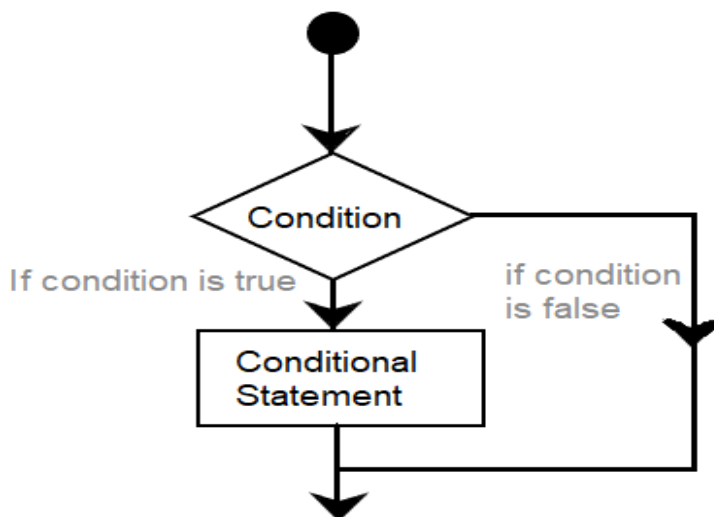 Condition
If condition is true
if condition
is false
Conditional
Statement